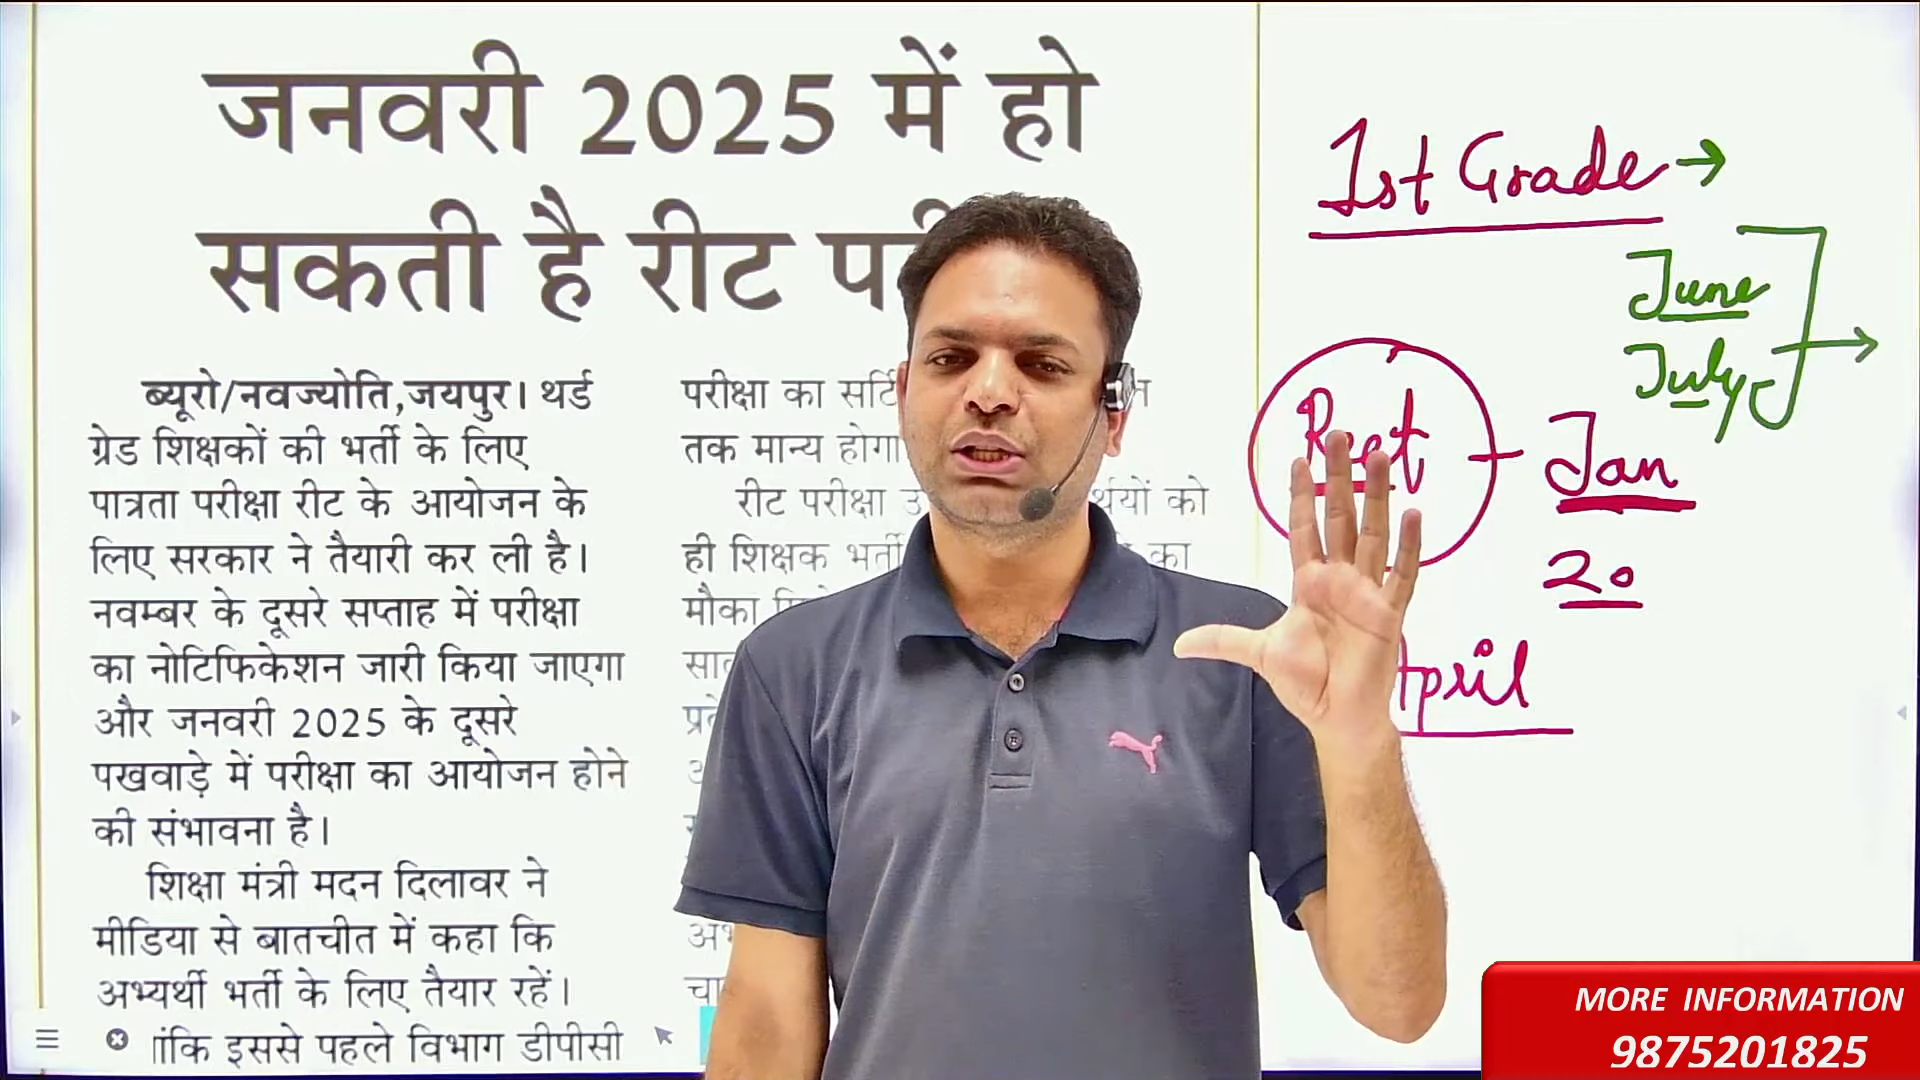 जनवरी 2025 में हो
सकती है रीट
ब्यूरो/नवज्योति,जयपुर। थर्ड
ग्रेड शिक्षकों की भर्ती के लिए
पात्रता परीक्षा रीट के आयोजन के
लिए सरकार ने तैयारी कर ली है।
नवम्बर के दूसरे सप्ताह में परीक्षा
का नोटिफिकेशन जारी किया जाएगा
और जनवरी 2025 के दूसरे
पखवाड़े में परीक्षा का आयोजन होने
की संभावना है।
शिक्षा मंत्री मदन दिलावर ने
मीडिया से बातचीत में कहा कि
अभ्यर्थी भर्ती के लिए तैयार रहें।
इससे पहले विभाग डीपीसी
परीक्षा का
तक मान्य होगा
रीट परीक्षा को
ही शिक्षक भर्ती का
मौका
1st Grade →
June
July
Reet - Jan
20
April
MORE INFORMATION
9875201825